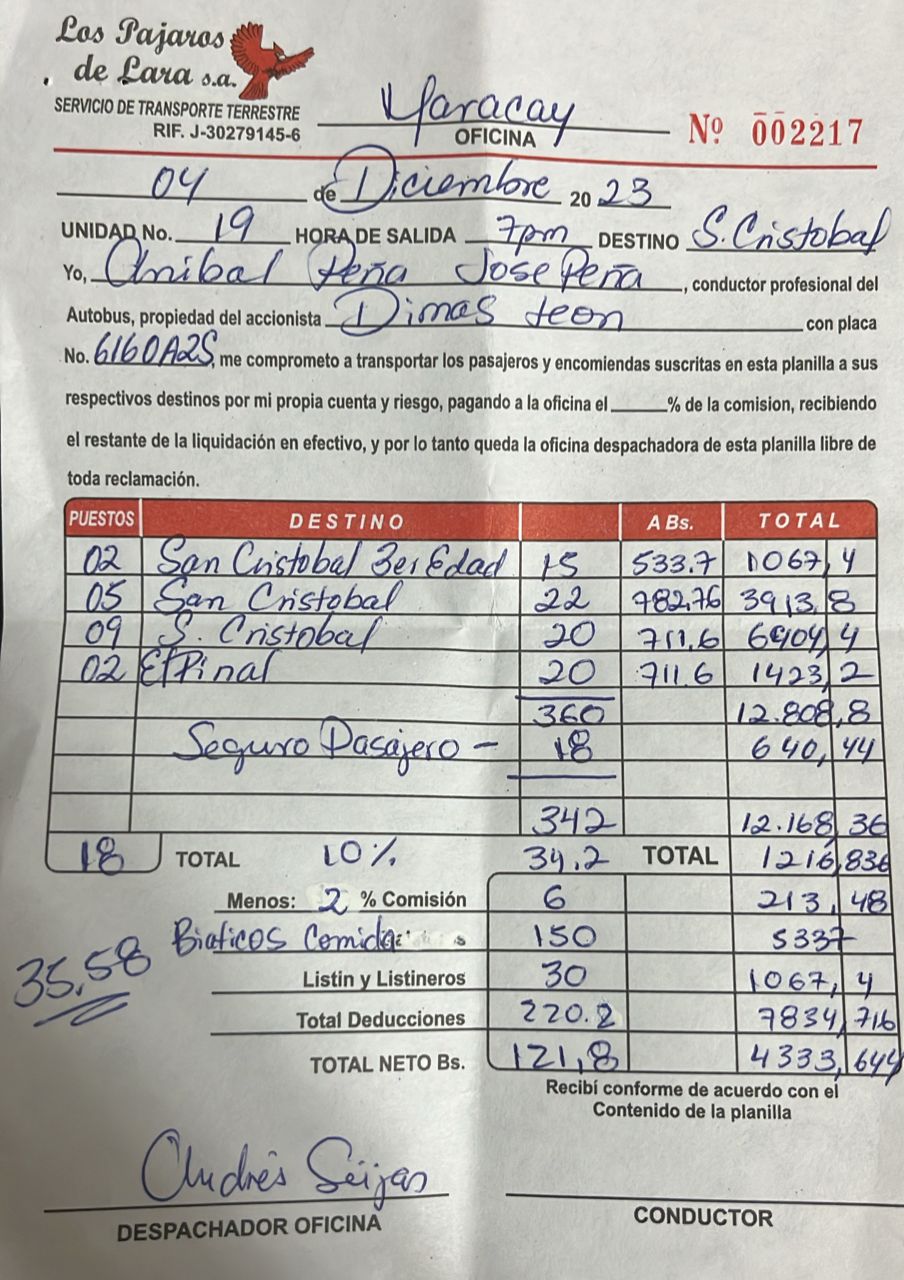 Los Pajaros
de Lara s.a.
SERVICIO DE TRANSPORTE TERRESTRE
RIF. J-30279145-6
Maracay
OFICINA
Nº 002217
04 de Diciembre 20 23
UNIDAD No. 19 HORA DE SALIDA 7pm DESTINO S. Cristobal
Yo, Anibal Peña Jose Peña, conductor profesional del
Autobus, propiedad del accionista Dimas Leon con placa
No. 6160A2S, me comprometo a transportar los pasajeros y encomiendas suscritas en esta planilla a sus
respectivos destinos por mi propia cuenta y riesgo, pagando a la oficina el ______% de la comision, recibiendo
el restante de la liquidación en efectivo, y por lo tanto queda la oficina despachadora de esta planilla libre de
toda reclamación.
PUESTOS DESTINO A Bs. TOTAL
02 San Cristobal 3er Edad 15 533.7 1067,4
05 San Cristobal 22 782,76 3913,8
09 S. Cristobal 20 711,6 6404,4
02 El Pinal 20 711.6 1423,2
360 12.808,8
Seguro Pasajero - 18 640,44
342 12.168,36
18 TOTAL 10% 34,2 TOTAL 1216,836
Menos: 2 % Comisión 6 213,48
Biaticos Comida 150 5337
35,58
Listin y Listineros 30 1067,4
Total Deducciones 220.2 7834,716
TOTAL NETO Bs. 121,8 4333,644
Recibí conforme de acuerdo con el
Contenido de la planilla
Andrés Seijas
DESPACHADOR OFICINA
CONDUCTOR